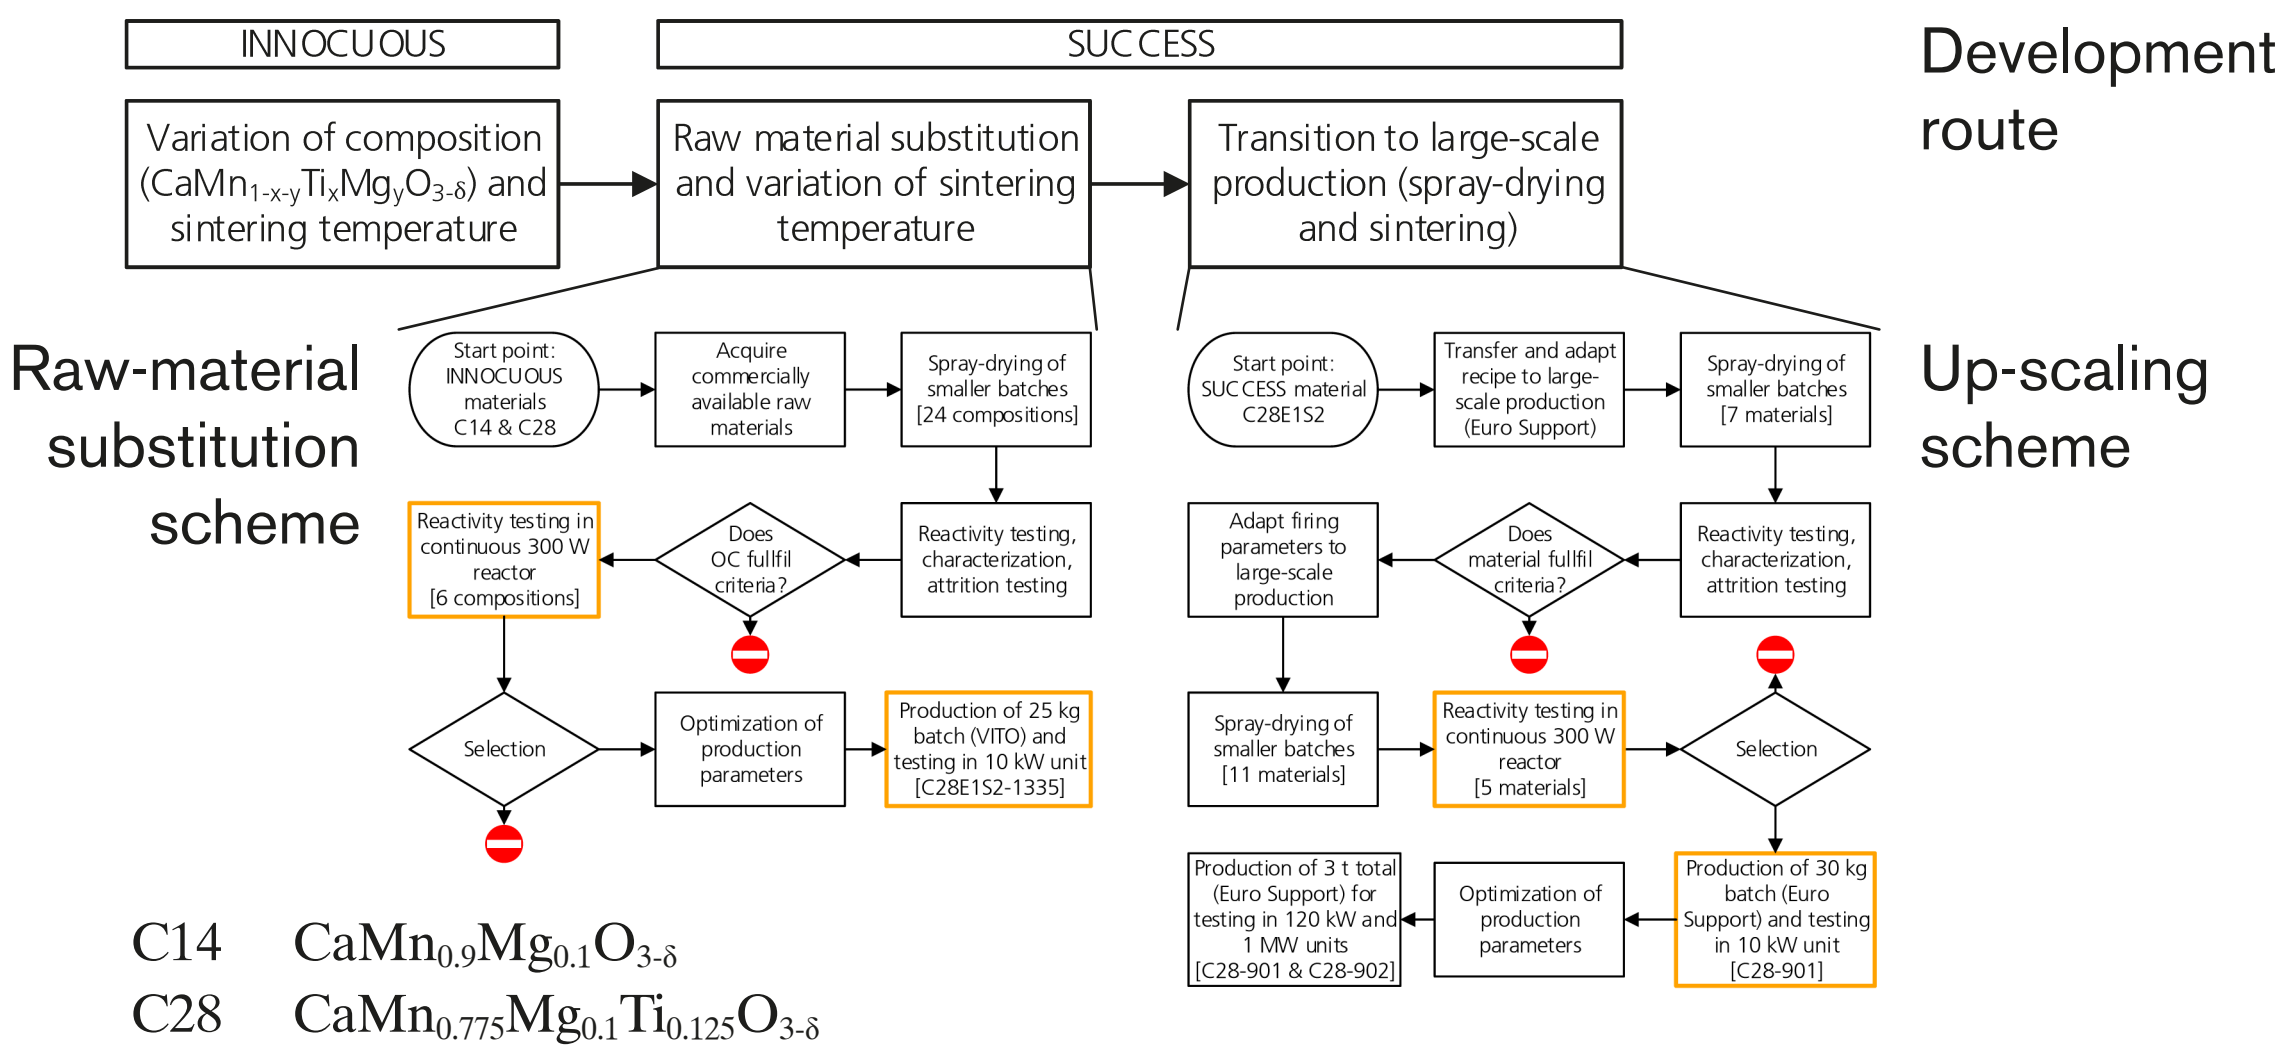 INNOCUOUS
SUCCESS
Development
route
Variation of composition
(CaMn1-x-yTixMgyO3-δ) and
sintering temperature
Raw material substitution
and variation of sintering
temperature
Transition to large-scale
production (spray-drying
and sintering)
Raw-material
substitution
scheme
Start point:
INNOCUOUS
materials
C14 & C28
Acquire
commercially
available raw
materials
Spray-drying of
smaller batches
[24 compositions]
Reactivity testing,
characterization,
attrition testing
Does
OC fullfil
criteria?
Reactivity testing in
continuous 300 W
reactor
[6 compositions]
Selection
Optimization of
production
parameters
Production of 25 kg
batch (VITO) and
testing in 10 kW unit
[C28E1S2-1335]
Up-scaling
scheme
Start point:
SUCCESS material
C28E1S2
Transfer and adapt
recipe to large-
scale production
(Euro Support)
Spray-drying of
smaller batches
[7 materials]
Reactivity testing,
characterization,
attrition testing
Does
material fullfil
criteria?
Adapt firing
parameters to
large-scale
production
Spray-drying of
smaller batches
[11 materials]
Reactivity testing in
continuous 300 W
reactor
[5 materials]
Selection
Production of 30 kg
batch (Euro
Support) and testing
in 10 kW unit
[C28-901]
Optimization of
production
parameters
Production of 3 t total
(Euro Support) for
testing in 120 kW and
1 MW units
[C28-901 & C28-902]
C14 CaMn0.9Mg0.1O3-δ
C28 CaMn0.775Mg0.1Ti0.125O3-δ